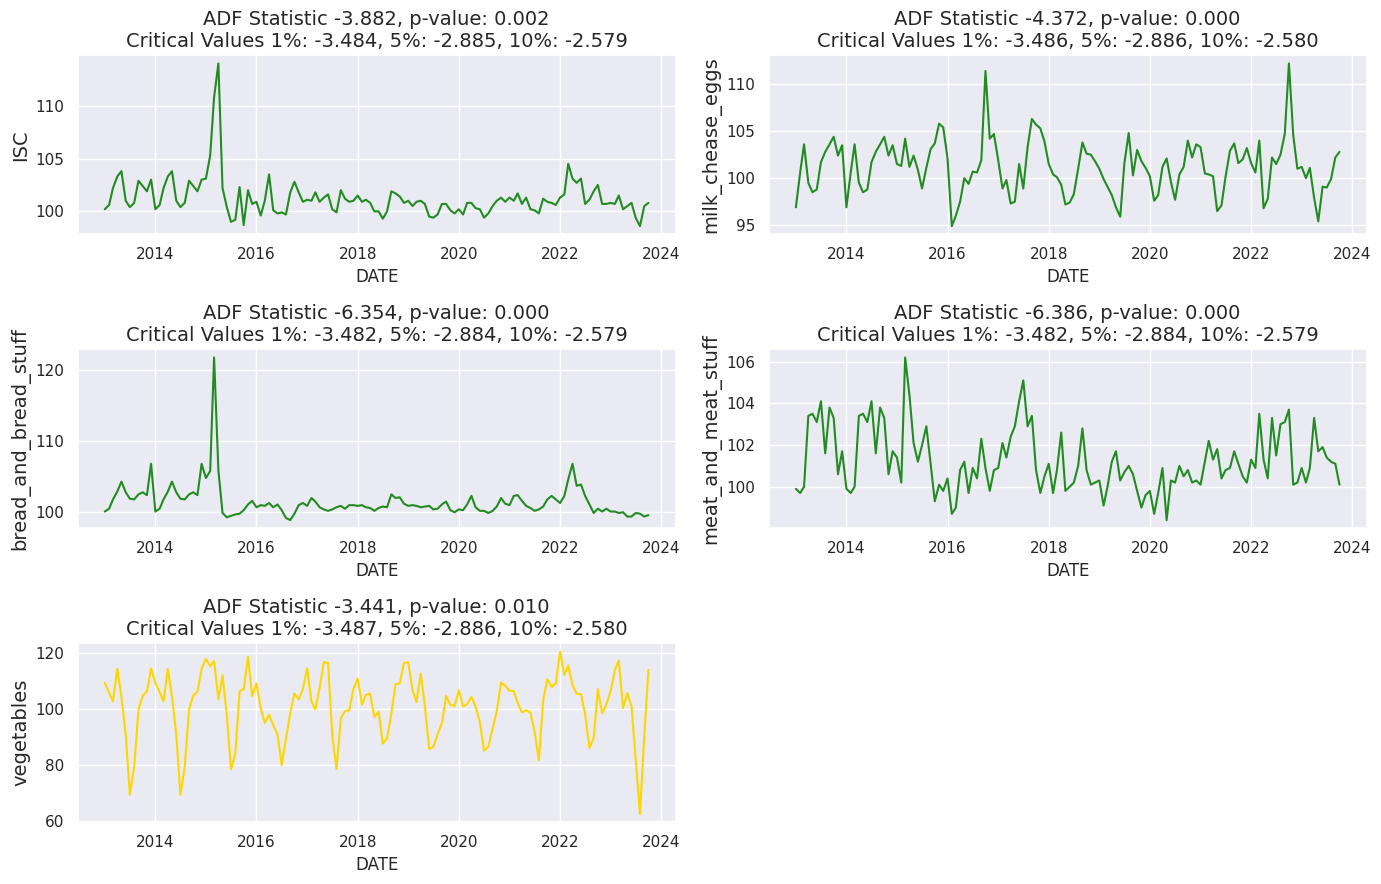 ADF Statistic -3.882, p-value: 0.002
Critical Values 1%: -3.484, 5%: -2.885, 10%: -2.579
ISC
110
105
100
2014 2016 2018 2020 2022 2024
DATE
ADF Statistic -4.372, p-value: 0.000
Critical Values 1%: -3.486, 5%: -2.886, 10%: -2.580
milk_chease_eggs
110
105
100
95
2014 2016 2018 2020 2022 2024
DATE
ADF Statistic -6.354, p-value: 0.000
Critical Values 1%: -3.482, 5%: -2.884, 10%: -2.579
bread_and_bread_stuff
120
110
100
2014 2016 2018 2020 2022 2024
DATE
ADF Statistic -6.386, p-value: 0.000
Critical Values 1%: -3.482, 5%: -2.884, 10%: -2.579
meat_and_meat_stuff
106
104
102
100
2014 2016 2018 2020 2022 2024
DATE
ADF Statistic -3.441, p-value: 0.010
Critical Values 1%: -3.487, 5%: -2.886, 10%: -2.580
vegetables
120
100
80
60
2014 2016 2018 2020 2022 2024
DATE